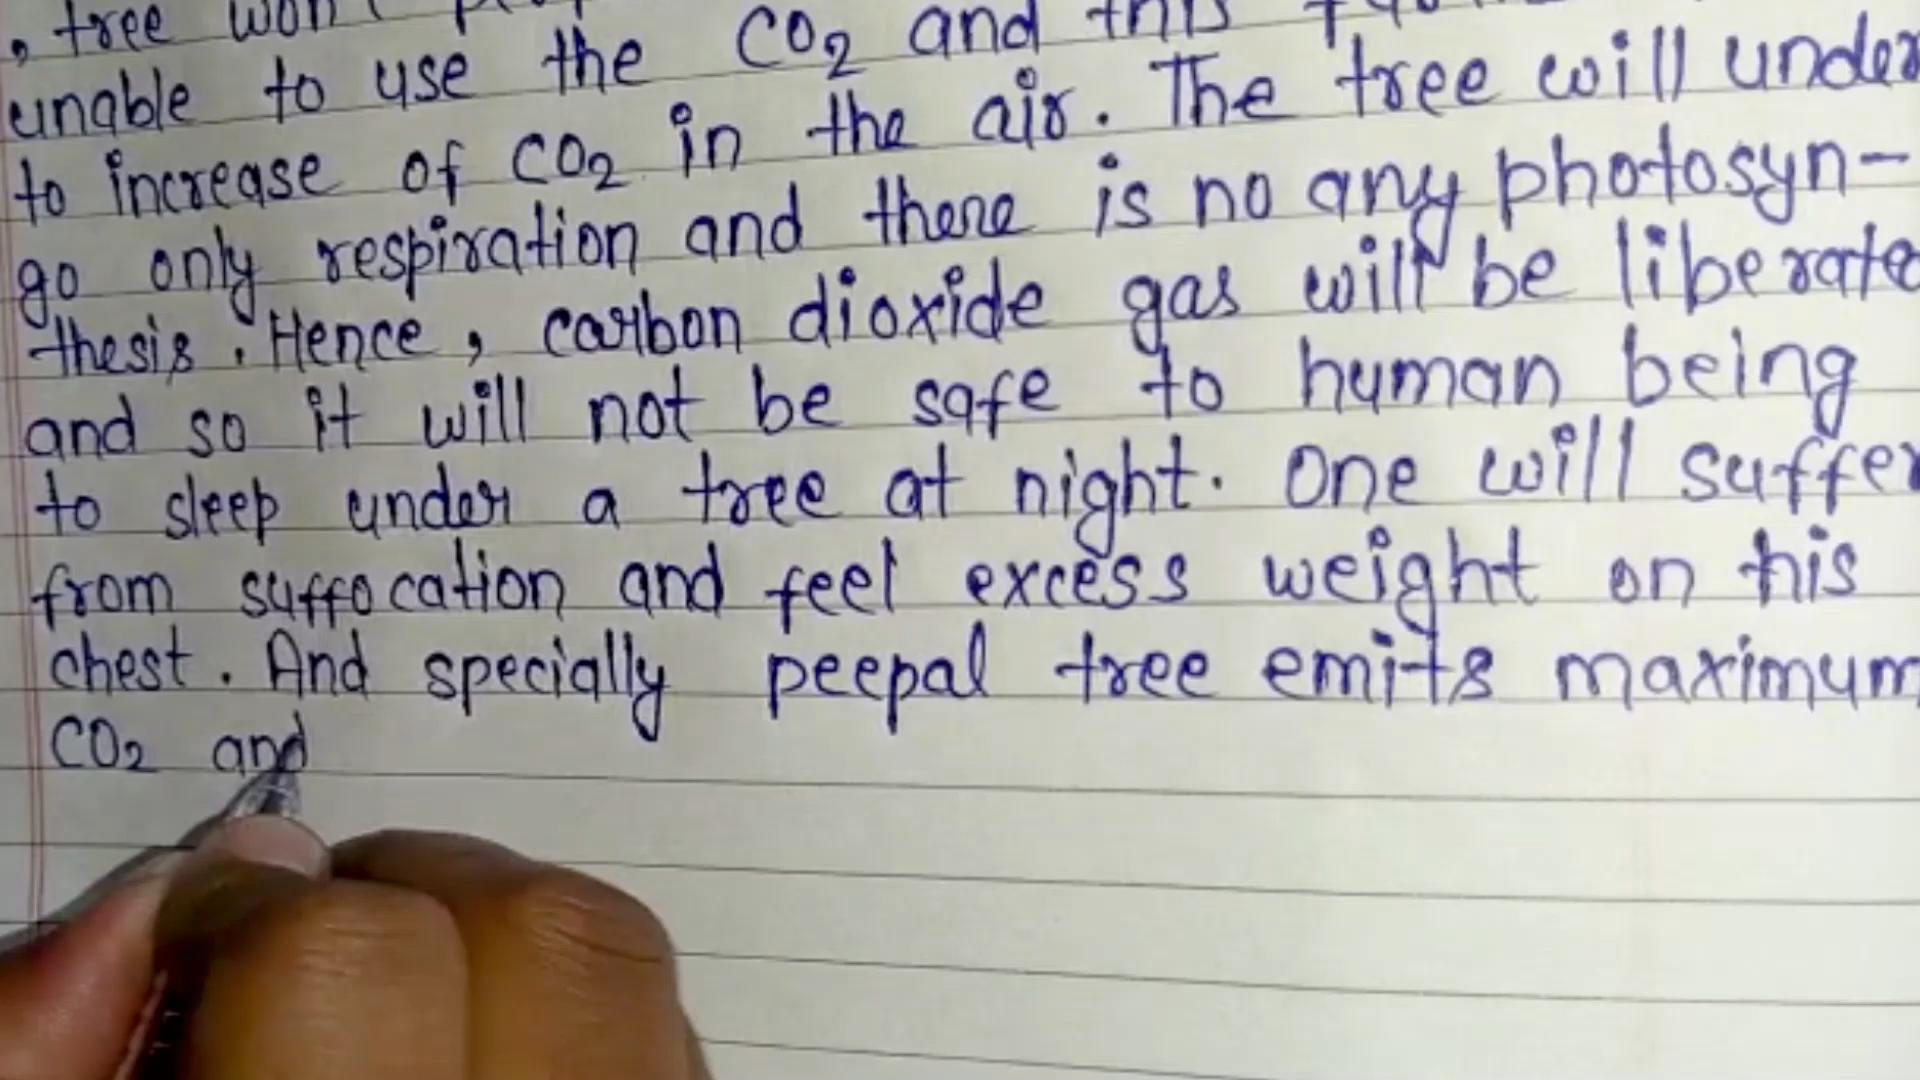 , tree won't
unable to use the CO2 and this
to increase of CO2 in the air. The tree will under
go only respiration and there is no any photosyn-
thesis. Hence, carbon dioxide gas will be liberate
and so it will not be safe to human being
to sleep under a tree at night. One will suffer
from suffocation and feel excess weight on his
chest. And specially peepal tree emits maximum
CO2 and